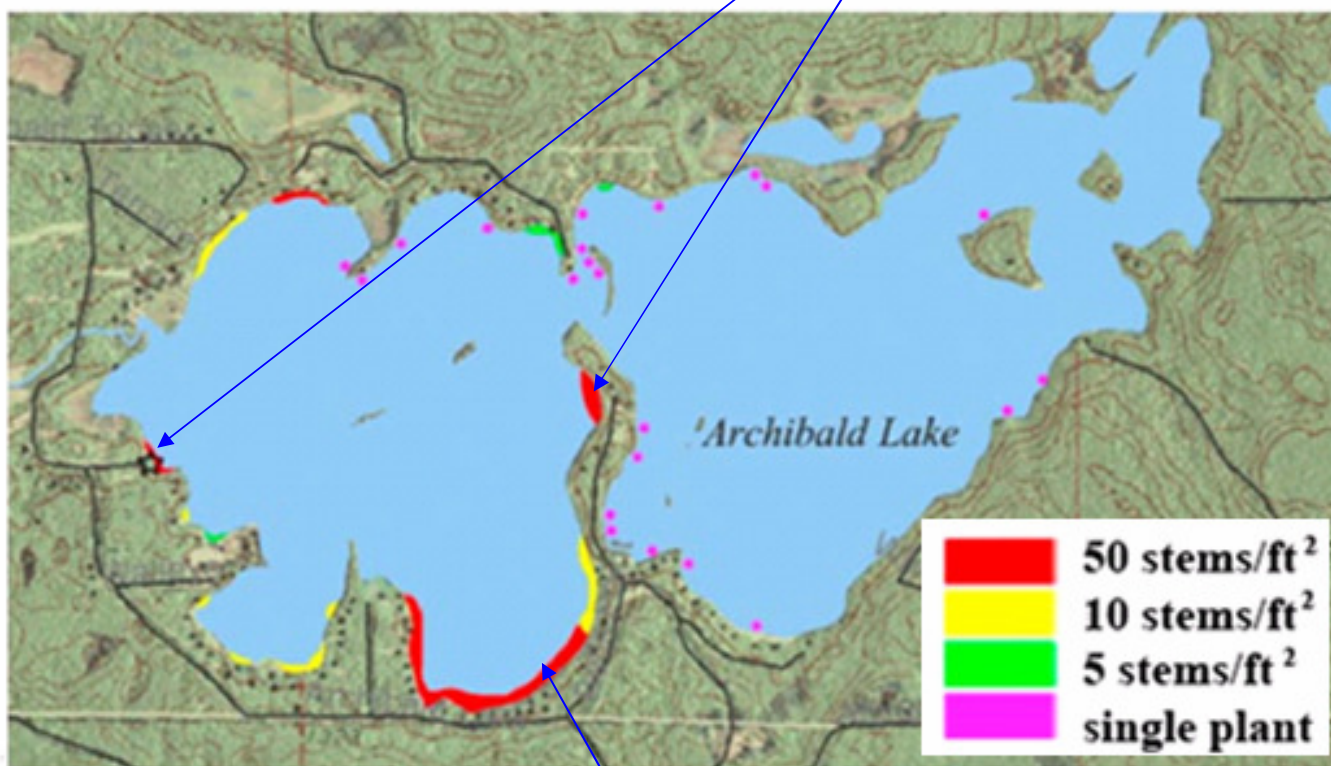 Archibald Lake
50 stems/ft²
10 stems/ft²
5 stems/ft²
single plant